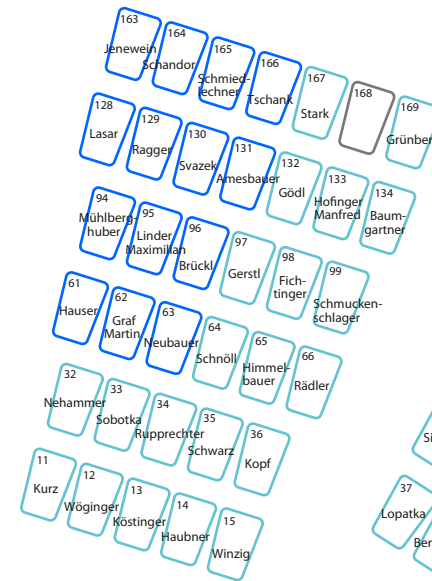 163
Jenewein
164
Schandor
165
Schmied-
lechner
166
Tschank
167
Stark
168
169
128
Lasar
129
Ragger
130
Svazek
131
Amesbauer
132
Gödl
133
Hofinger
Manfred
134
Baum-
gartner
94
Mühlberg-
huber
95
Linder
Maximilian
96
Brückl
97
Gerstl
98
Fich-
tinger
99
Schmucken-
schlager
61
Hauser
62
Graf
Martin
63
Neubauer
64
Schnöll
65
Himmel-
bauer
66
Rädler
32
Nehammer
33
Sobotka
34
Rupprechter
35
Schwarz
36
Kopf
11
Kurz
12
Wöginger
13
Köstinger
14
Haubner
15
Winzig
37
Lopatka